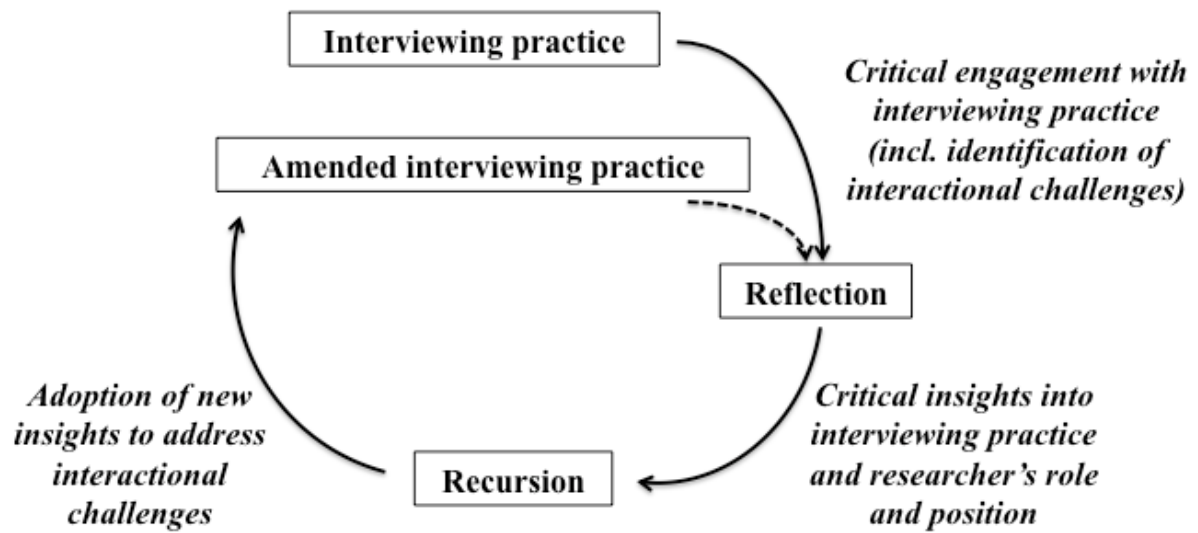 Interviewing practice
Critical engagement with
interviewing practice
(incl. identification of
interactional challenges)
Amended interviewing practice
Reflection
Critical insights into
interviewing practice
and researcher's role
and position
Recursion
Adoption of new
insights to address
interactional
challenges